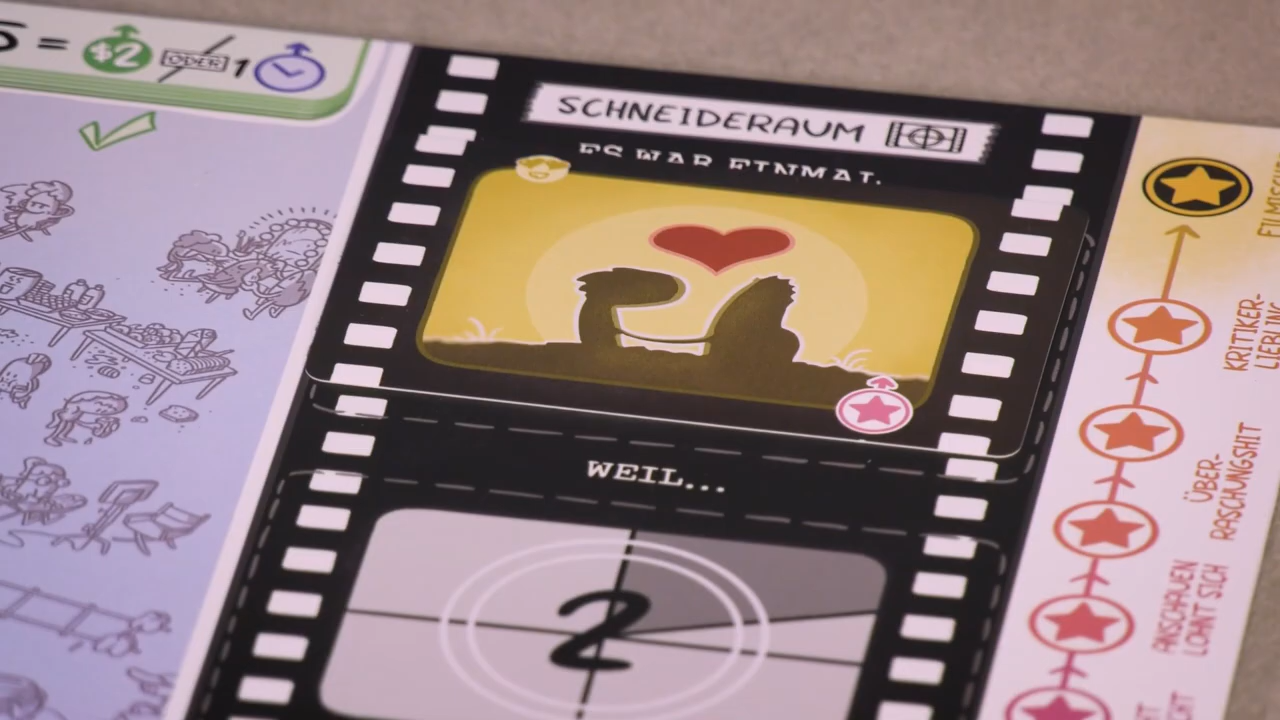 = $2 ODER 1
SCHNEIDERAUM
WEIL...
2
KRITIKER-
LIEBLING
ÜBER-
RASCHUNGSHIT
ANSCHAUEN
LOHNT SICH